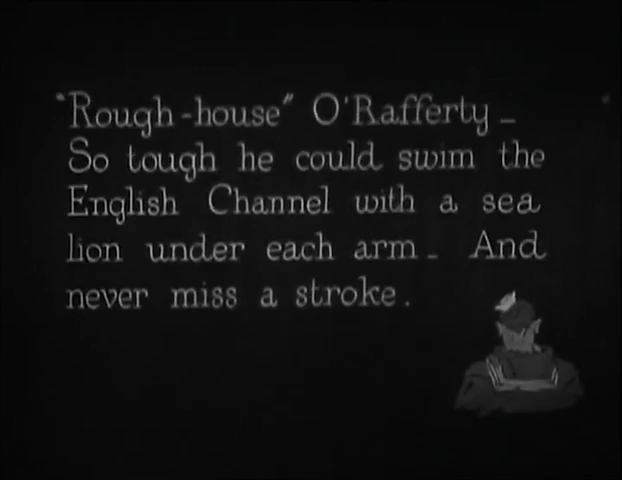 "Rough-house" O'Rafferty –
So tough he could swim the
English Channel with a sea
lion under each arm – And
never miss a stroke.